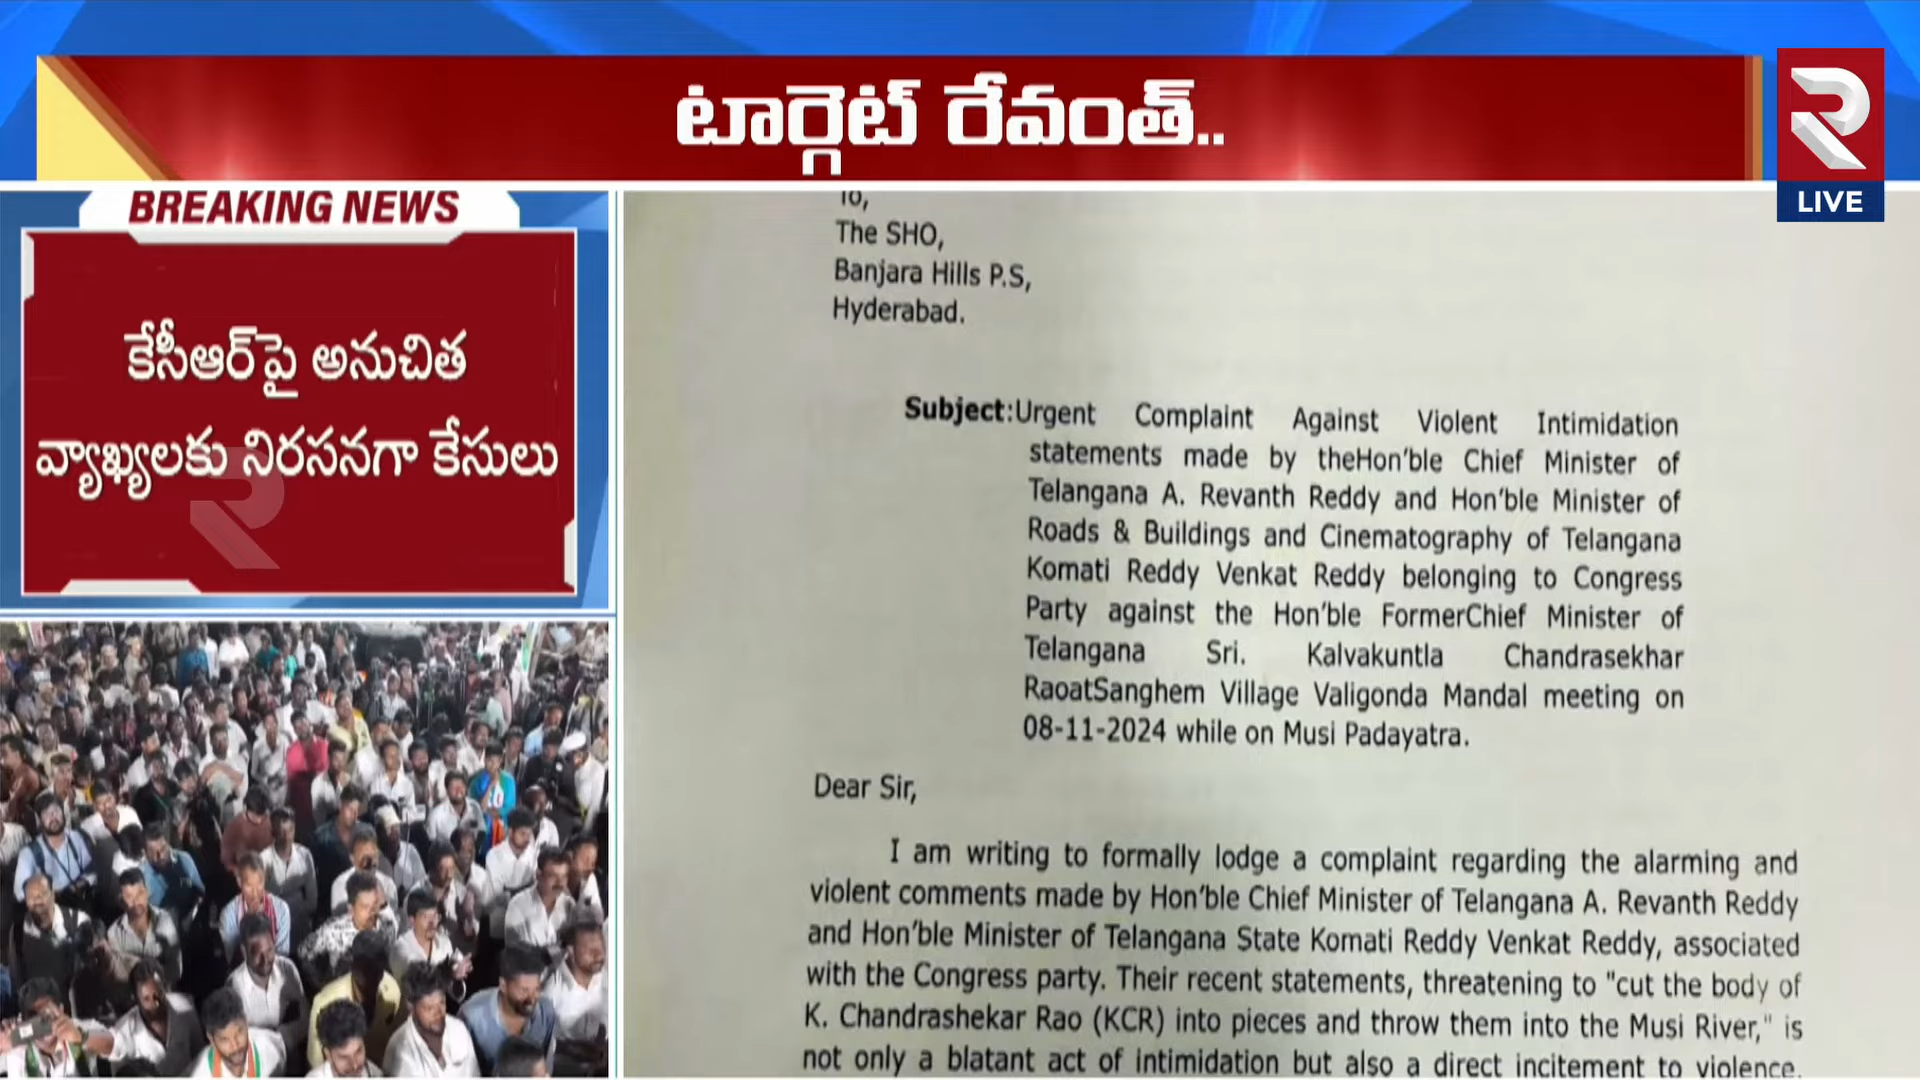 టార్గెట్ రేవంత్..
R
LIVE
BREAKING NEWS
కేసీఆర్‌పై అనుచిత
వ్యాఖ్యలకు నిరసనగా కేసులు
To,
The SHO,
Banjara Hills P.S,
Hyderabad.
Subject:Urgent Complaint Against Violent Intimidation
statements made by theHon'ble Chief Minister of
Telangana A. Revanth Reddy and Hon'ble Minister of
Roads & Buildings and Cinematography of Telangana
Komati Reddy Venkat Reddy belonging to Congress
Party against the Hon'ble FormerChief Minister of
Telangana Sri. Kalvakuntla Chandrasekhar
RaoatSanghem Village Valigonda Mandal meeting on
08-11-2024 while on Musi Padayatra.
Dear Sir,
I am writing to formally lodge a complaint regarding the alarming and
violent comments made by Hon'ble Chief Minister of Telangana A. Revanth Reddy
and Hon'ble Minister of Telangana State Komati Reddy Venkat Reddy, associated
with the Congress party. Their recent statements, threatening to "cut the body of
K. Chandrashekar Rao (KCR) into pieces and throw them into the Musi River," is
not only a blatant act of intimidation but also a direct incitement to violence.